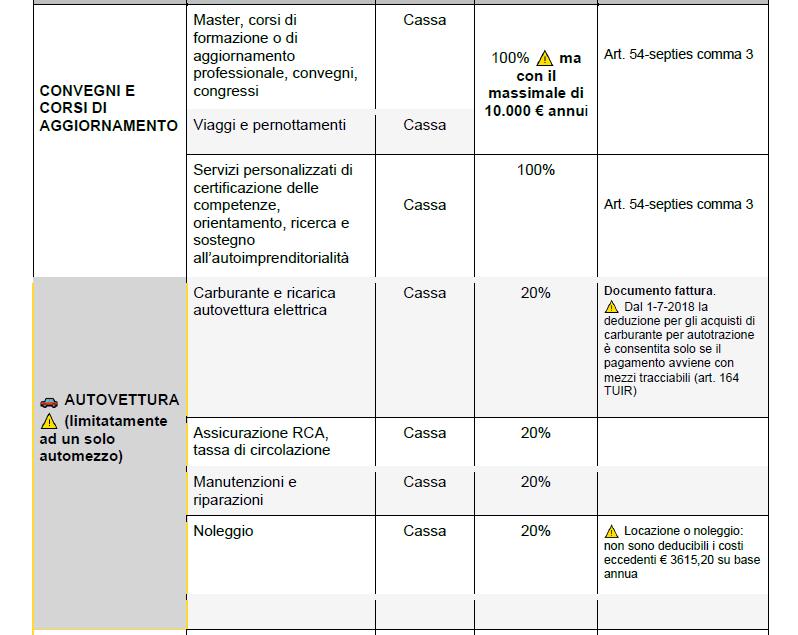 CONVEGNI E
CORSI DI
AGGIORNAMENTO
Master, corsi di
formazione o di
aggiornamento
professionale, convegni,
congressi
Cassa
100% ⚠ ma
con il
massimale di
10.000 € annui
Art. 54-septies comma 3
Viaggi e pernottamenti
Cassa
Servizi personalizzati di
certificazione delle
competenze,
orientamento, ricerca e
sostegno
all'autoimprenditorialità
Cassa
100%
Art. 54-septies comma 3
🚗 AUTOVETTURA
⚠ (limitatamente
ad un solo
automezzo)
Carburante e ricarica
autovettura elettrica
Cassa
20%
Documento fattura.
⚠ Dal 1-7-2018 la
deduzione per gli acquisti di
carburante per autotrazione
è consentita solo se il
pagamento avviene con
mezzi tracciabili (art. 164
TUIR)
Assicurazione RCA,
tassa di circolazione
Cassa
20%
Manutenzioni e
riparazioni
Cassa
20%
Noleggio
Cassa
20%
⚠ Locazione o noleggio:
non sono deducibili i costi
eccedenti € 3615,20 su base
annua